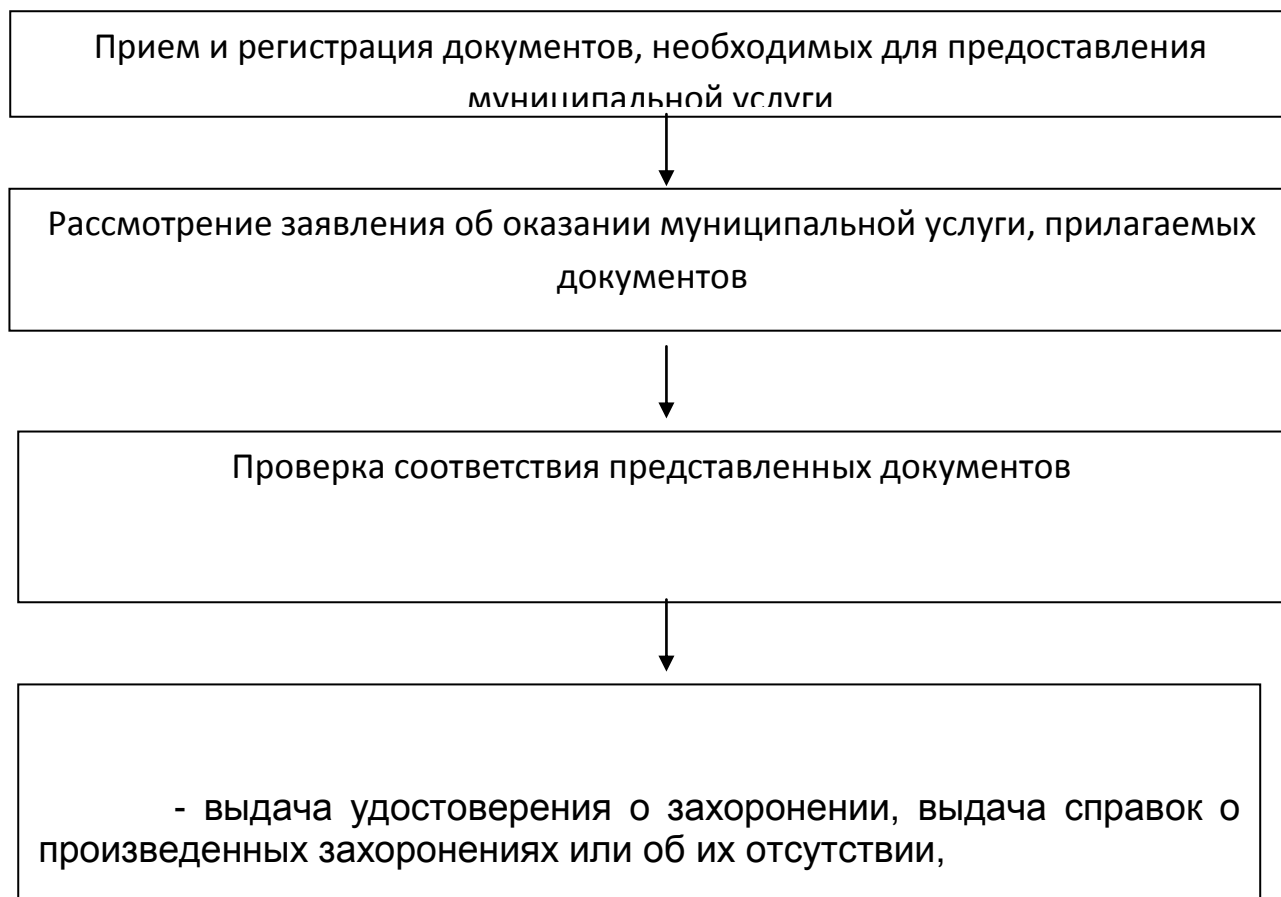 Прием и регистрация документов, необходимых для предоставления
муниципальной услуги
Рассмотрение заявления об оказании муниципальной услуги, прилагаемых
документов
Проверка соответствия представленных документов
- выдача удостоверения о захоронении, выдача справок о
произведенных захоронениях или об их отсутствии,